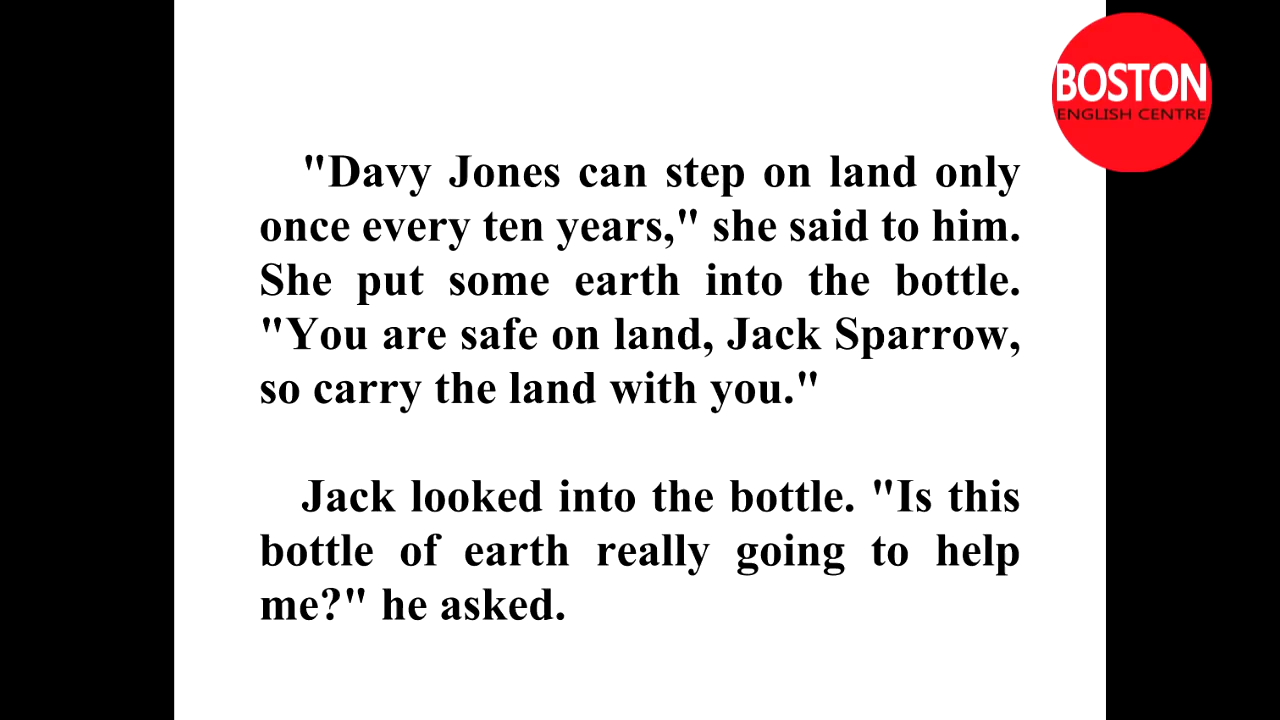 BOSTON
ENGLISH CENTRE
"Davy Jones can step on land only
once every ten years," she said to him.
She put some earth into the bottle.
"You are safe on land, Jack Sparrow,
so carry the land with you."
Jack looked into the bottle. "Is this
bottle of earth really going to help
me?" he asked.